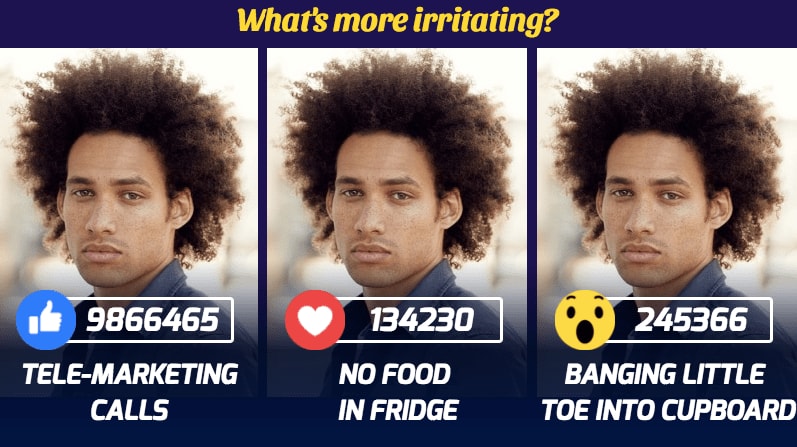 What's more irritating?
9866465
134230
245366
TELE-MARKETING
CALLS
NO FOOD
IN FRIDGE
BANGING LITTLE
TOE INTO CUPBOARD